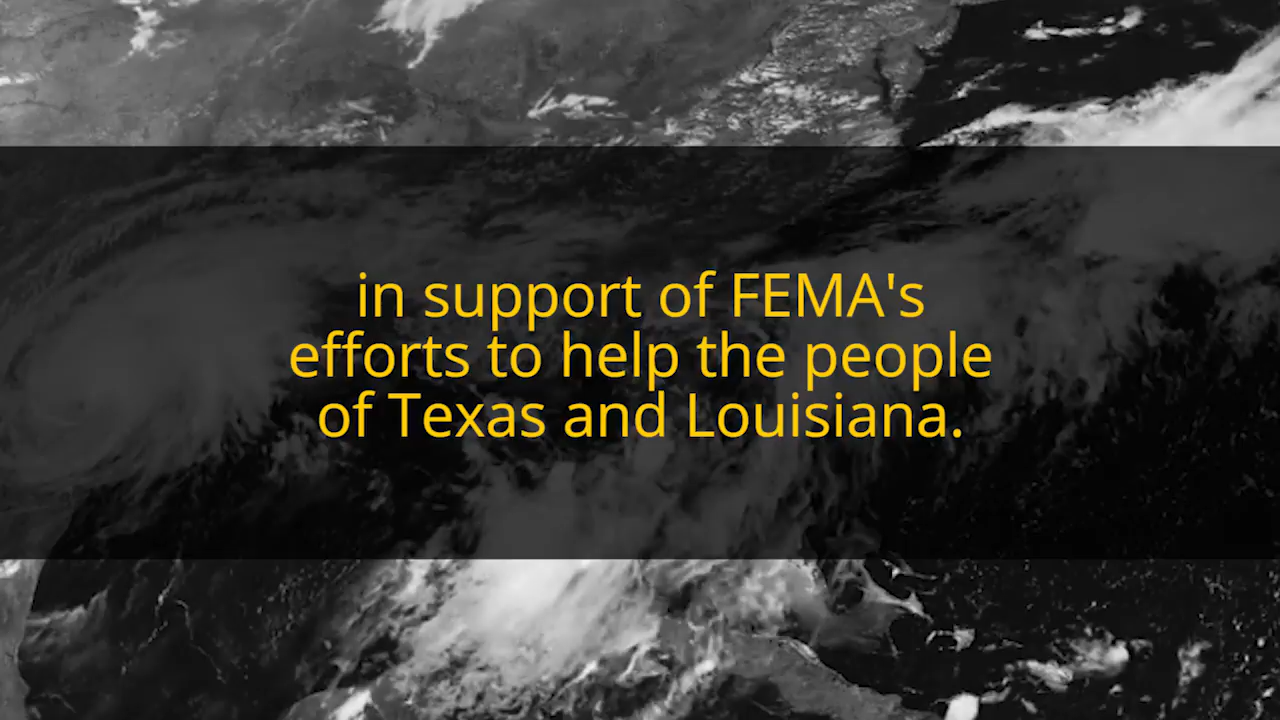 in support of FEMA's
efforts to help the people
of Texas and Louisiana.